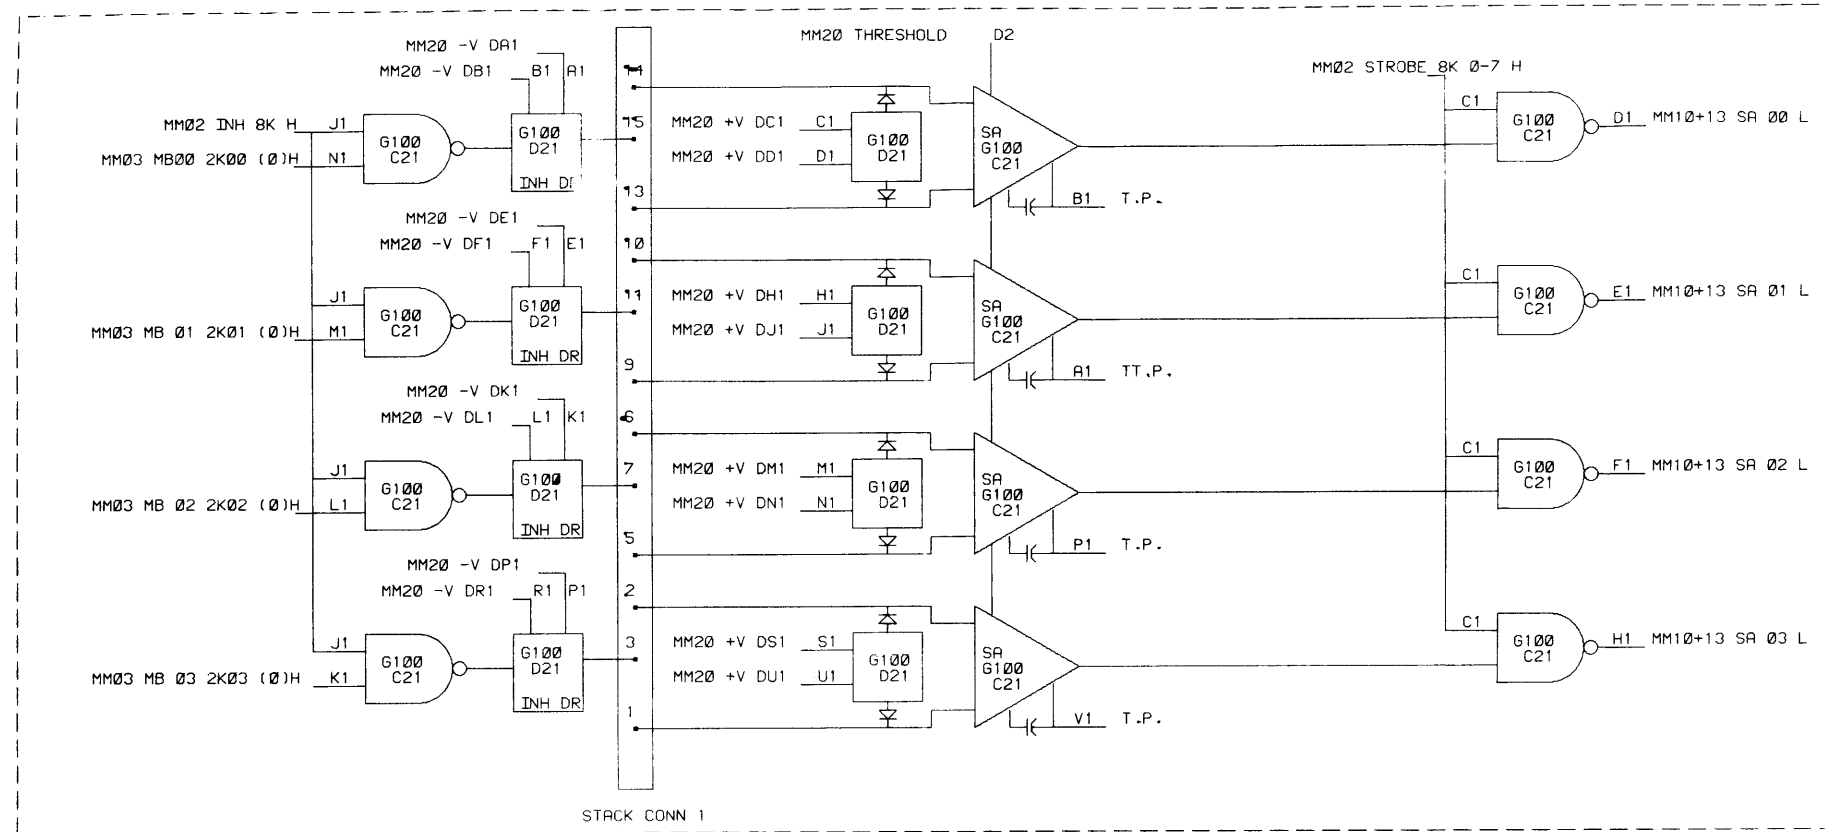 MM20 THRESHOLD D2
MM02 STROBE 8K 0-7 H
MM20 -V DA1
MM20 -V DB1 B1 A1 14
MM02 INH 8K H J1 G100 C21 G100 D21 15
MM03 MB00 2K00 (0)H N1 INH 13
MM20 +V DC1 C1 G100 D21
MM20 +V DD1 D1
SA G100 C21
B1 T.P.
C1 G100 C21 D1 MM10+13 SA 00 L
MM20 -V DE1
MM20 -V DF1 F1 E1 10
J1 G100 C21 G100 D21 11
MM03 MB 01 2K01 (0)H M1 INH DR 9
MM20 +V DH1 H1 G100 D21
MM20 +V DJ1 J1
SA G100 C21
A1 TT.P.
C1 G100 C21 E1 MM10+13 SA 01 L
MM20 -V DK1
MM20 -V DL1 L1 K1 6
J1 G100 C21 G100 D21 7
MM03 MB 02 2K02 (0)H L1 INH DR 5
MM20 +V DM1 M1 G100 D21
MM20 +V DN1 N1
SA G100 C21
P1 T.P.
C1 G100 C21 F1 MM10+13 SA 02 L
MM20 -V DP1
MM20 -V DR1 R1 P1 2
J1 G100 C21 G100 D21 3
MM03 MB 03 2K03 (0)H K1 INH DR 1
MM20 +V DS1 S1 G100 D21
MM20 +V DU1 U1
SA G100 C21
V1 T.P.
C1 G100 C21 H1 MM10+13 SA 03 L
STACK CONN 1